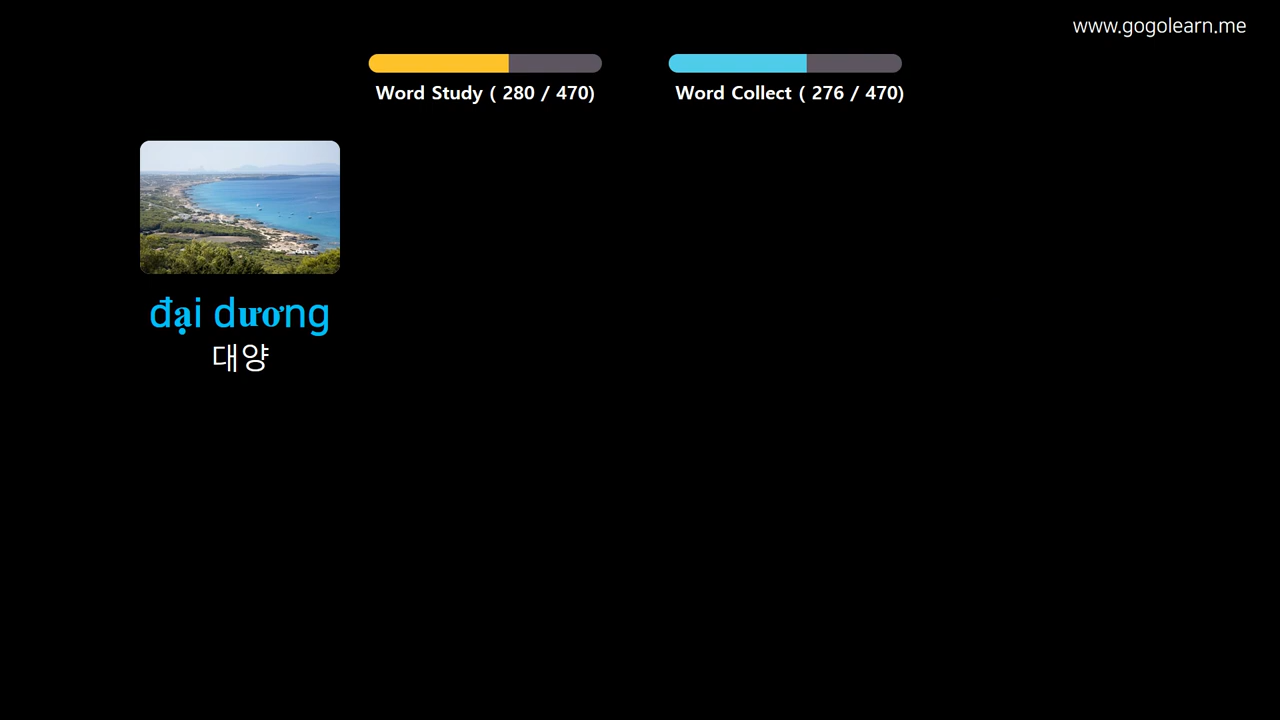 www.gogolearn.me
Word Study ( 280 / 470)
Word Collect ( 276 / 470)
đại dương
대양